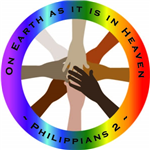 ON EARTH AS IT IS IN HEAVEN
~ PHILIPPIANS 2 ~